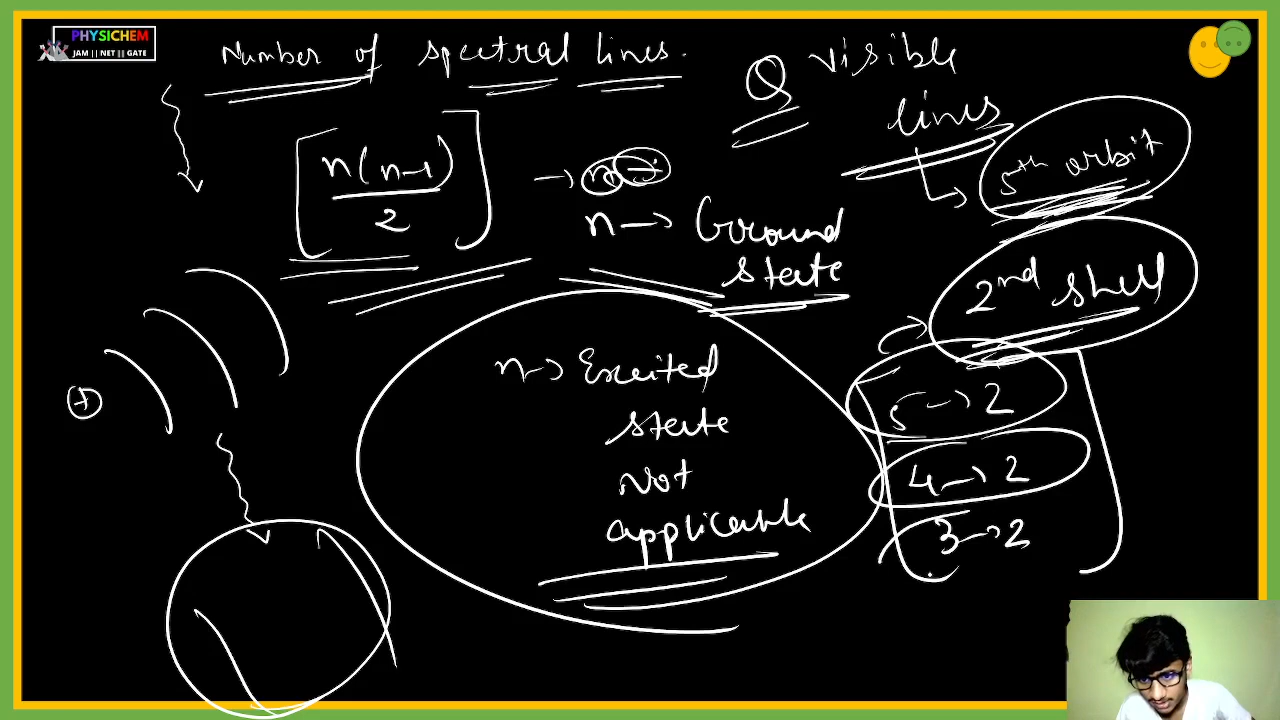 PHYSICHEM
JAM || NET || GATE
Number of spectral lines.
Q visible
lines
5th orbit
n(n-1)
2
n → Ground
state
2nd shell
n → Excited
state
Not
applicable
5 → 2
4 → 2
3 → 2
+